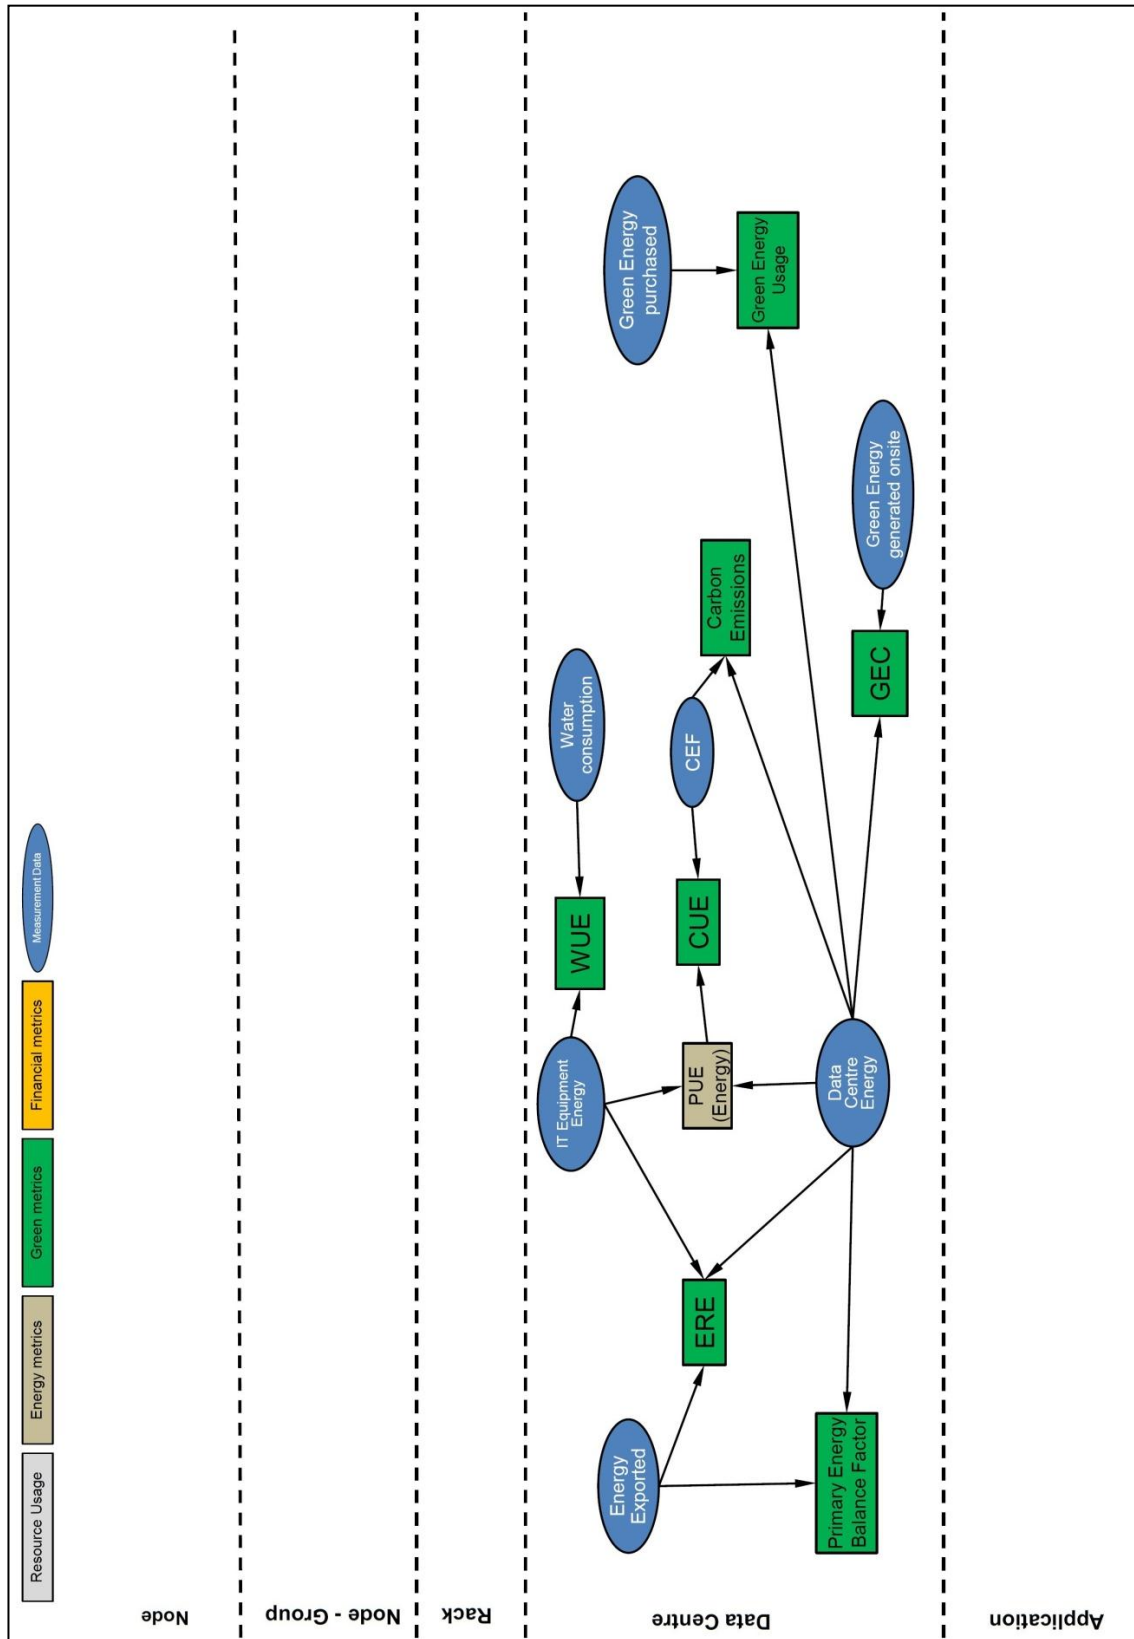 Resource Usage
Energy metrics
Green metrics
Financial metrics
Measurement Data
Node
Node - Group
Rack
Data Centre
Application
IT Equipment
Energy
WUE
Water
consumption
Energy
Exported
Green Energy
purchased
ERE
PUE
(Energy)
CUE
CEF
Carbon
Emissions
Green Energy
Usage
Primary Energy
Balance Factor
Data
Centre
Energy
GEC
Green Energy
generated onsite